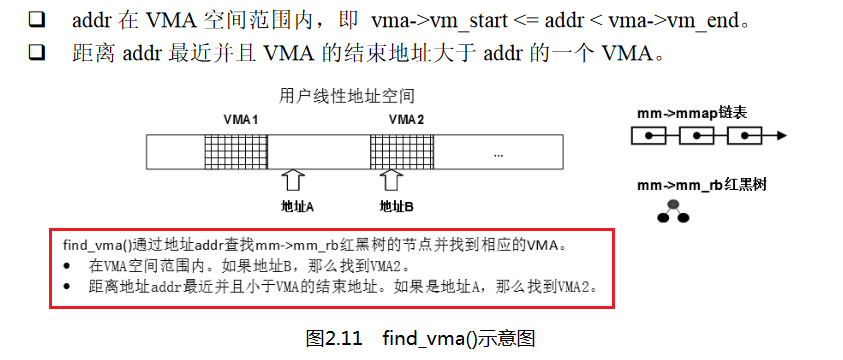 ❑ addr 在 VMA 空间范围内，即 vma->vm_start <= addr < vma->vm_end。
❑ 距离 addr 最近并且 VMA 的结束地址大于 addr 的一个 VMA。
用户线性地址空间
VMA1 VMA2
...
地址A 地址B
mm->mmap链表
mm->mm_rb红黑树
find_vma()通过地址addr查找mm->mm_rb红黑树的节点并找到相应的VMA。
• 在VMA空间范围内。如果地址B，那么找到VMA2。
• 距离地址addr最近并且小于VMA的结束地址。如果是地址A，那么找到VMA2。
图2.11 find_vma()示意图